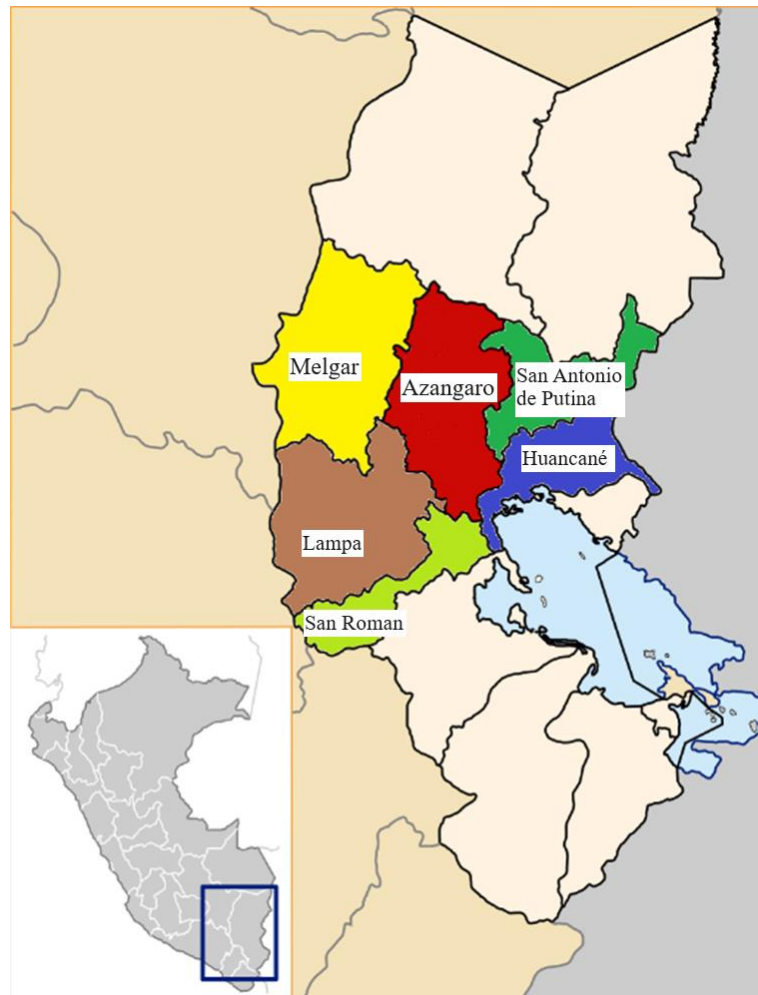 Melgar
Azangaro
San Antonio
de Putina
Huancané
Lampa
San Roman